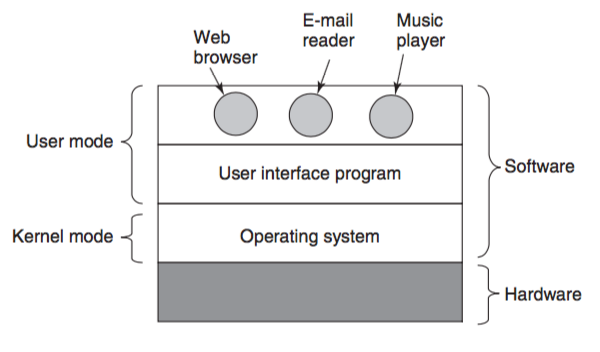 Web
browser
E-mail
reader
Music
player
User mode
User interface program
Software
Kernel mode
Operating system
Hardware